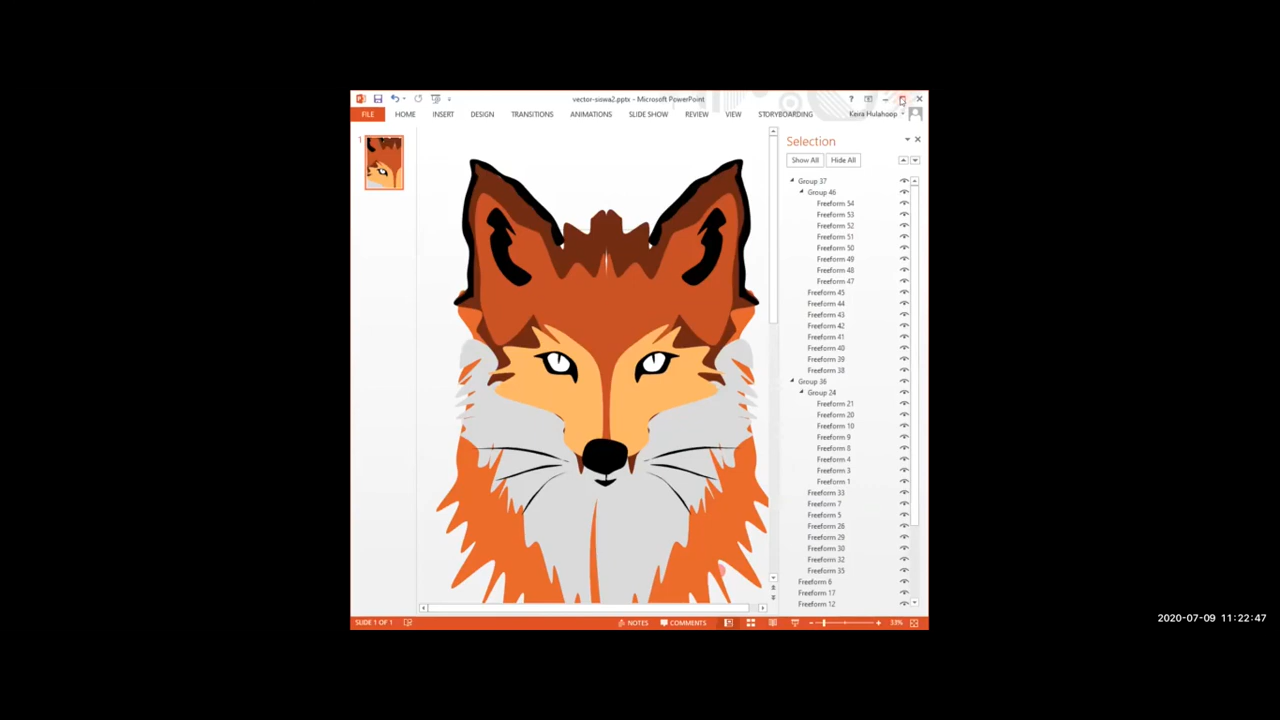 vector-siswa2.pptx - Microsoft PowerPoint
?
FILE HOME INSERT DESIGN TRANSITIONS ANIMATIONS SLIDE SHOW REVIEW VIEW STORYBOARDING Keira Hulahoop
1
Selection
Show All Hide All
Group 37
Group 46
Freeform 54
Freeform 53
Freeform 52
Freeform 51
Freeform 50
Freeform 49
Freeform 48
Freeform 47
Freeform 45
Freeform 44
Freeform 43
Freeform 42
Freeform 41
Freeform 40
Freeform 39
Freeform 38
Group 36
Group 24
Freeform 21
Freeform 20
Freeform 10
Freeform 9
Freeform 8
Freeform 4
Freeform 3
Freeform 1
Freeform 33
Freeform 7
Freeform 5
Freeform 28
Freeform 29
Freeform 30
Freeform 32
Freeform 35
Freeform 6
Freeform 17
Freeform 12
SLIDE 1 OF 1 NOTES COMMENTS 33%
2020-07-09 11:22:47